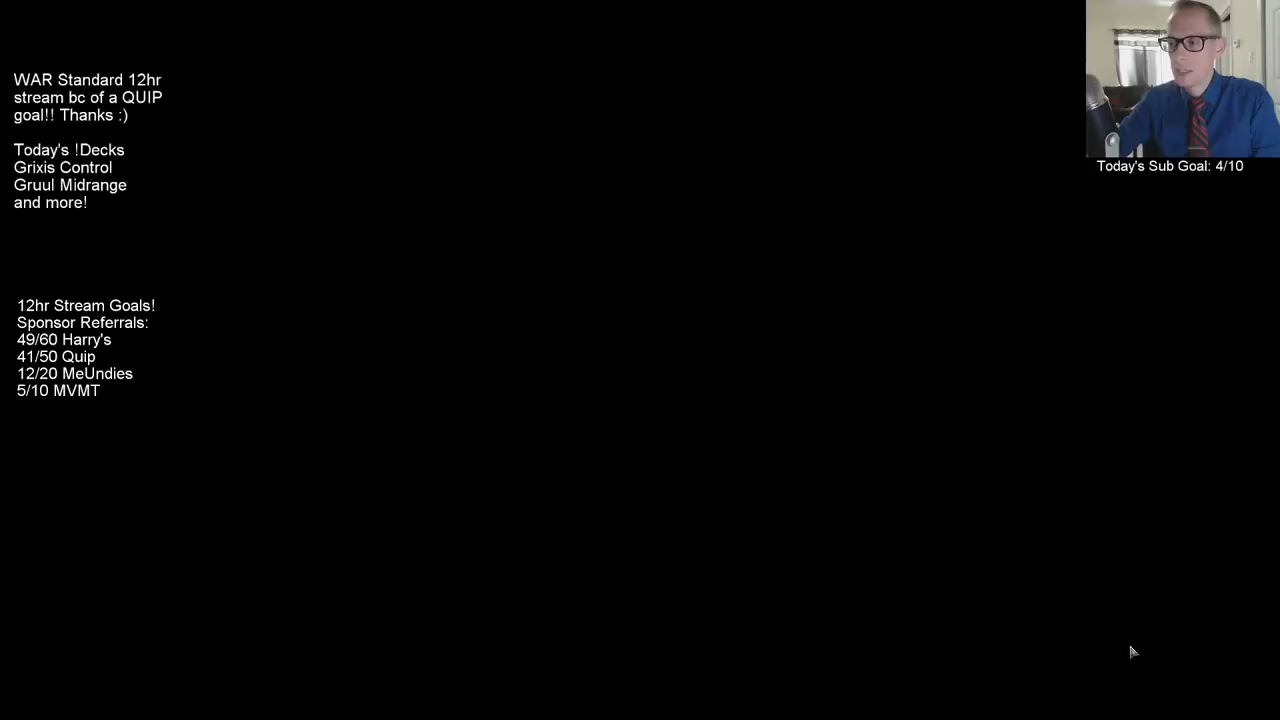 WAR Standard 12hr
stream bc of a QUIP
goal!! Thanks :)
Today's !Decks
Grixis Control
Gruul Midrange
and more!
12hr Stream Goals!
Sponsor Referrals:
49/60 Harry's
41/50 Quip
12/20 MeUndies
5/10 MVMT
Today's Sub Goal: 4/10